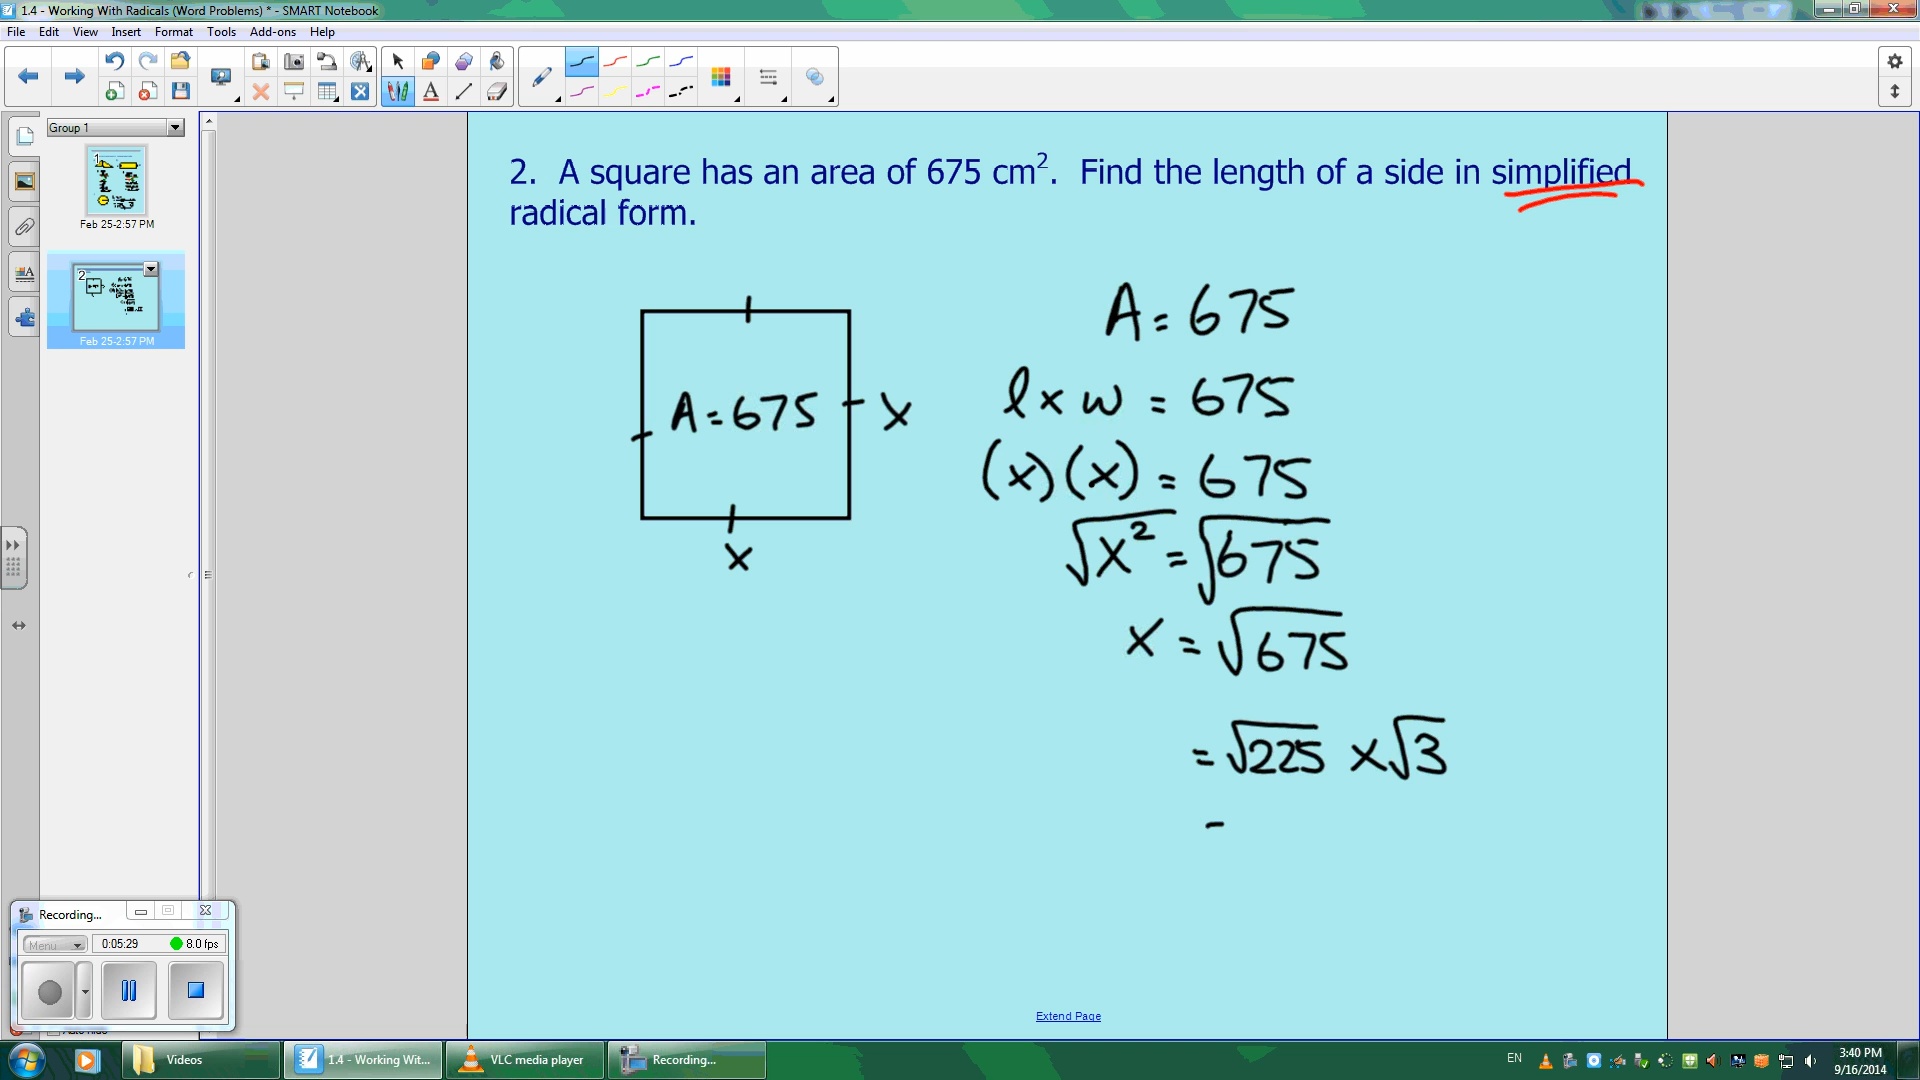 1.4 - Working With Radicals (Word Problems) * - SMART Notebook
File Edit View Insert Format Tools Add-ons Help
Group 1
1
Feb 25-2:57 PM
2
Feb 25-2:57 PM
2. A square has an area of 675 cm². Find the length of a side in simplified
radical form.
A = 675
x
x
A = 675
l x w = 675
(x)(x) = 675
√x² = √675
x = √675
= √225 x √3
Extend Page
Recording...
Menu 0:05:29 8.0 fps
Videos 1.4 - Working Wit... VLC media player Recording... EN 3:40 PM
9/16/2014